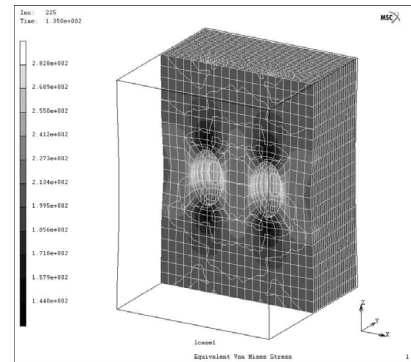 Inc: 225
Time: 1.350e+002
MSC
2.828e+002
2.689e+002
2.550e+002
2.412e+002
2.273e+002
2.134e+002
1.995e+002
1.856e+002
1.718e+002
1.579e+002
1.440e+002
Z
Y
X
lcase1
Equivalent Von Mises Stress
1